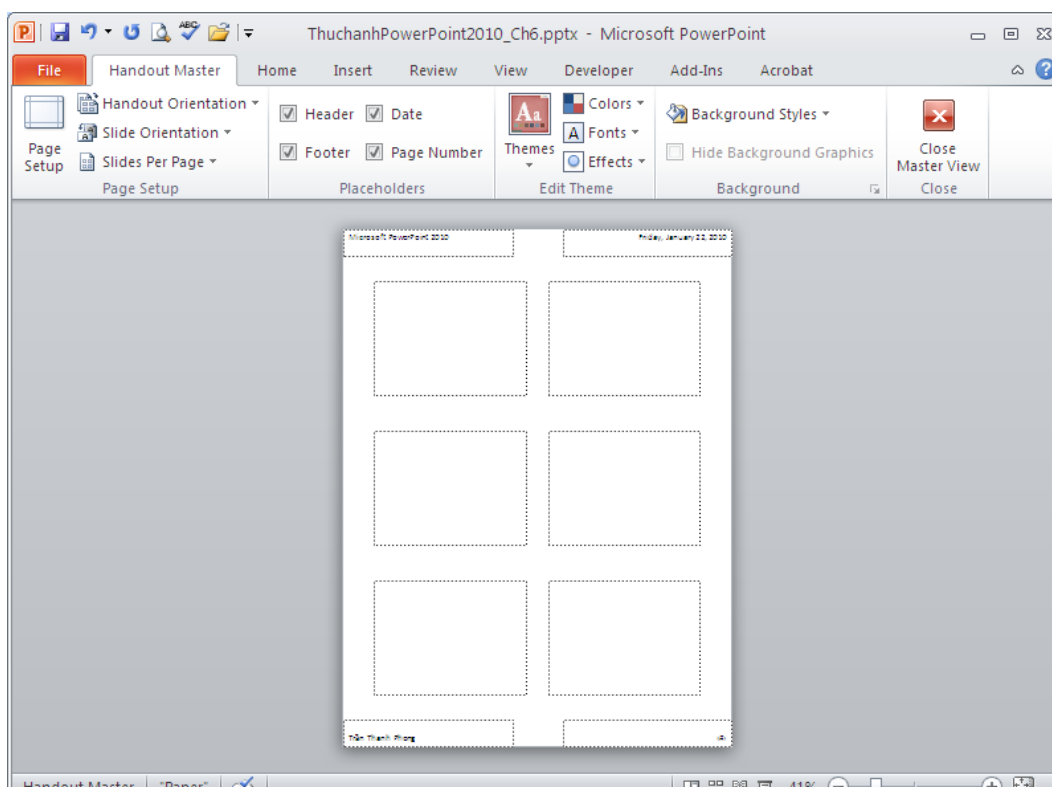 ThuchanhPowerPoint2010_Ch6.pptx - Microsoft PowerPoint
File Handout Master Home Insert Review View Developer Add-Ins Acrobat
Page Setup
Handout Orientation
Slide Orientation
Slides Per Page
Page Setup
Header Date
Footer Page Number
Placeholders
Themes
Colors
Fonts
Effects
Edit Theme
Background Styles
Hide Background Graphics
Background
Close Master View
Close
Microsoft PowerPoint 2010 Friday, January 22, 2010
Trần Thanh Phong ‹#›
Handout Master "Paper" 41%